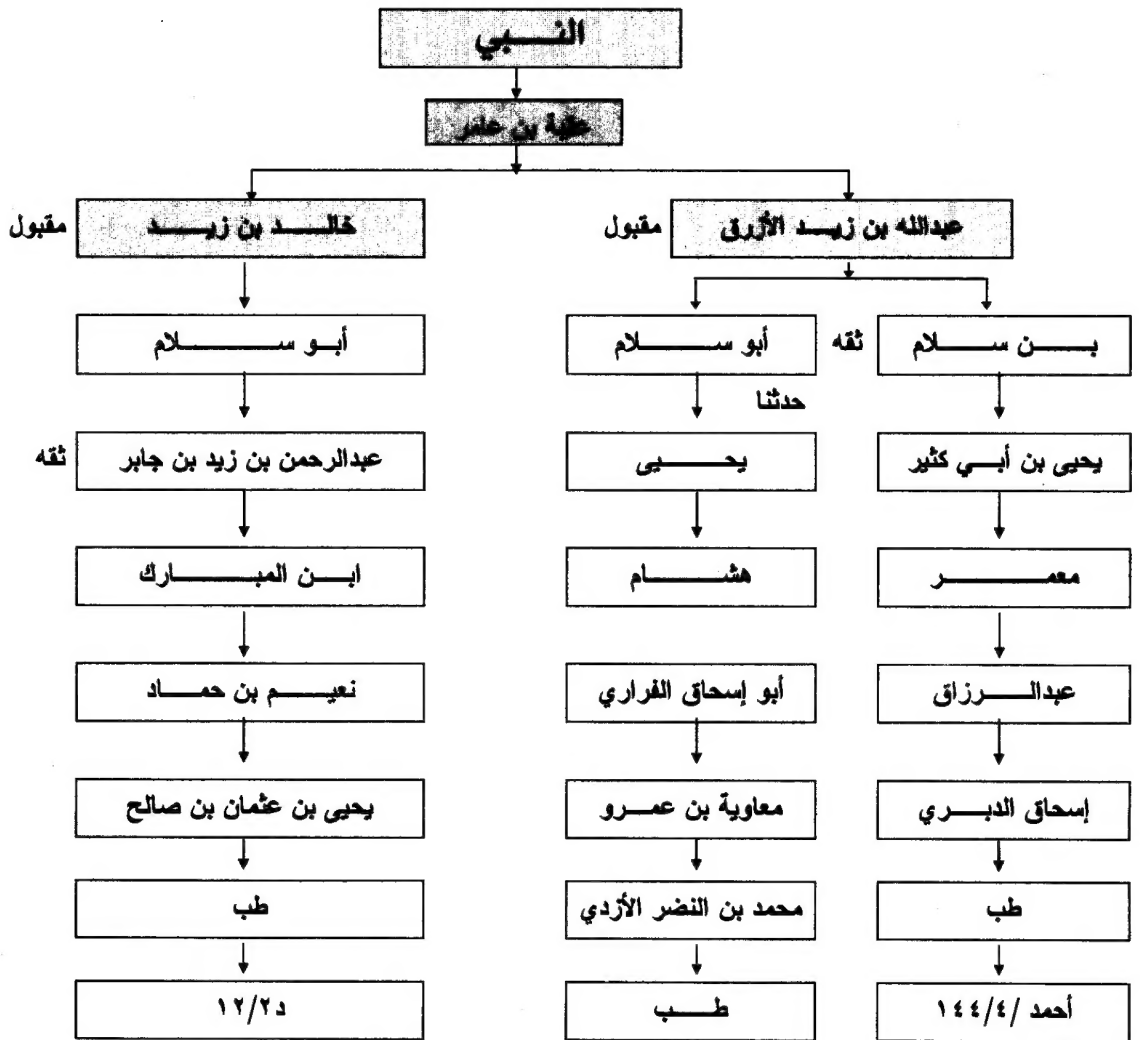 النبي
عقبة بن عامر
عبدالله بن زيد الأزرق
مقبول
خالد بن زيد
مقبول
بن سلام
ثقه
أبو سلام
أبو سلام
حدثنا
يحيى بن أبي كثير
يحيى
عبدالرحمن بن زيد بن جابر
ثقه
معمر
هشام
ابن المبارك
عبدالرزاق
أبو إسحاق الفراري
نعيم بن حماد
إسحاق الدبري
معاوية بن عمرو
يحيى بن عثمان بن صالح
طب
محمد بن النضر الأزدي
طب
أحمد /٤/ ١٤٤
طب
د١٢/٢